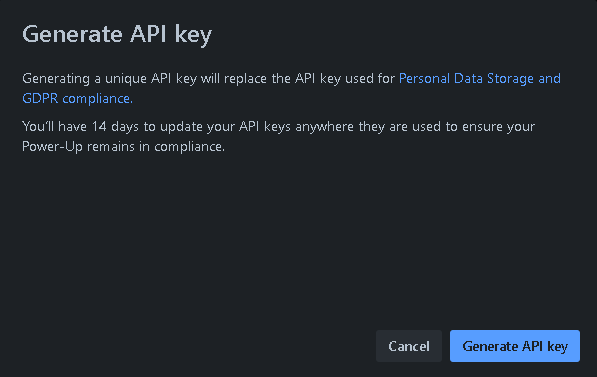 Generate API key
Generating a unique API key will replace the API key used for Personal Data Storage and
GDPR compliance.
You'll have 14 days to update your API keys anywhere they are used to ensure your
Power-Up remains in compliance.
Cancel
Generate API key